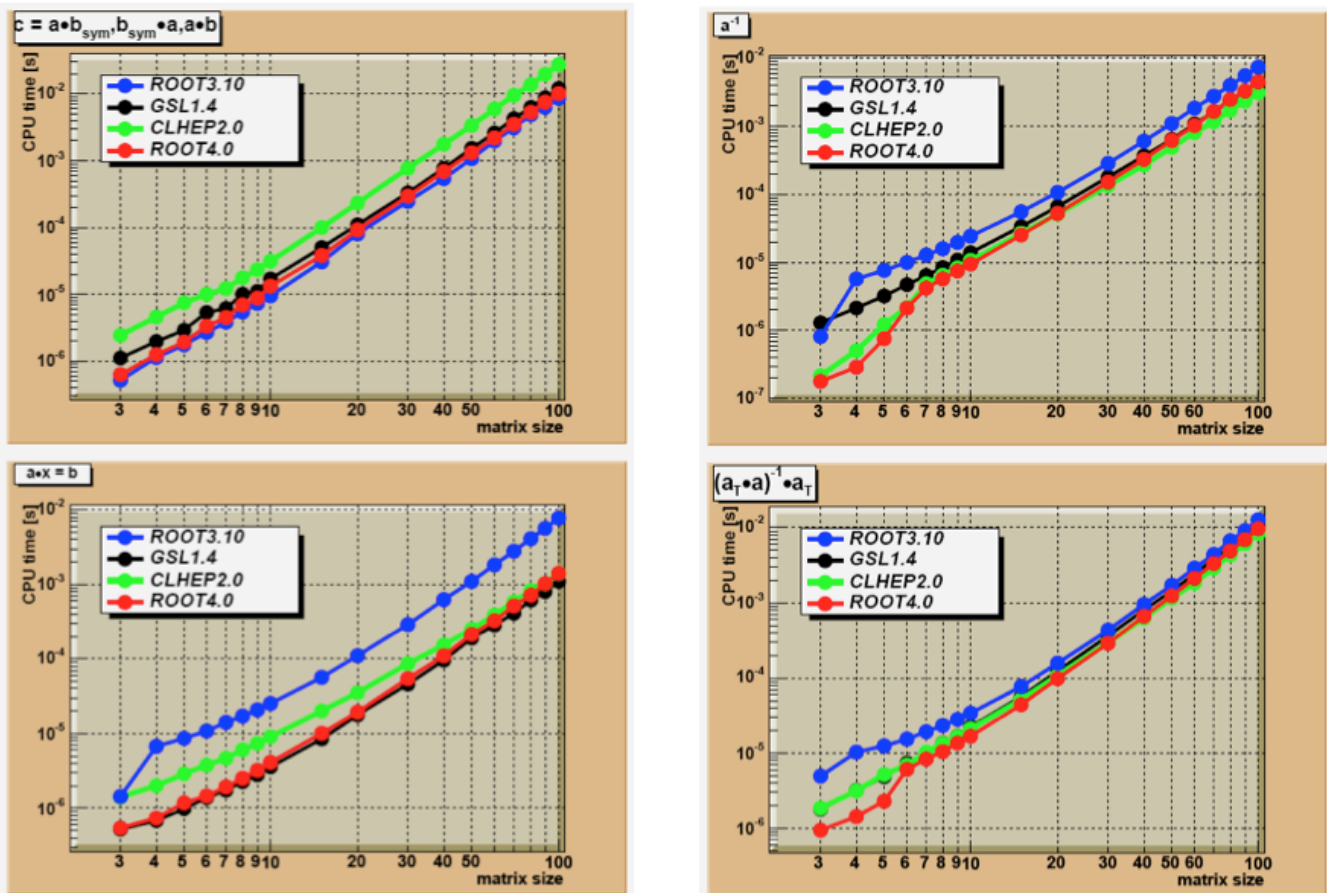 c = a•b_sym,b_sym•a,a•b
CPU time [s]
10⁻²
10⁻³
10⁻⁴
10⁻⁵
10⁻⁶
ROOT3.10
GSL1.4
CLHEP2.0
ROOT4.0
3 4 5 6 7 8 9 10 20 30 40 50 100
matrix size
a⁻¹
CPU time [s]
10⁻²
10⁻³
10⁻⁴
10⁻⁵
10⁻⁶
10⁻⁷
ROOT3.10
GSL1.4
CLHEP2.0
ROOT4.0
3 4 5 6 7 8 9 10 20 30 40 50 60 100
matrix size
a•x = b
CPU time [s]
10⁻²
10⁻³
10⁻⁴
10⁻⁵
10⁻⁶
ROOT3.10
GSL1.4
CLHEP2.0
ROOT4.0
3 4 5 6 7 8 9 10 20 30 40 50 100
matrix size
(a_T•a)⁻¹•a_T
CPU time [s]
10⁻²
10⁻³
10⁻⁴
10⁻⁵
10⁻⁶
ROOT3.10
GSL1.4
CLHEP2.0
ROOT4.0
3 4 5 6 7 8 9 10 20 30 40 50 60 100
matrix size